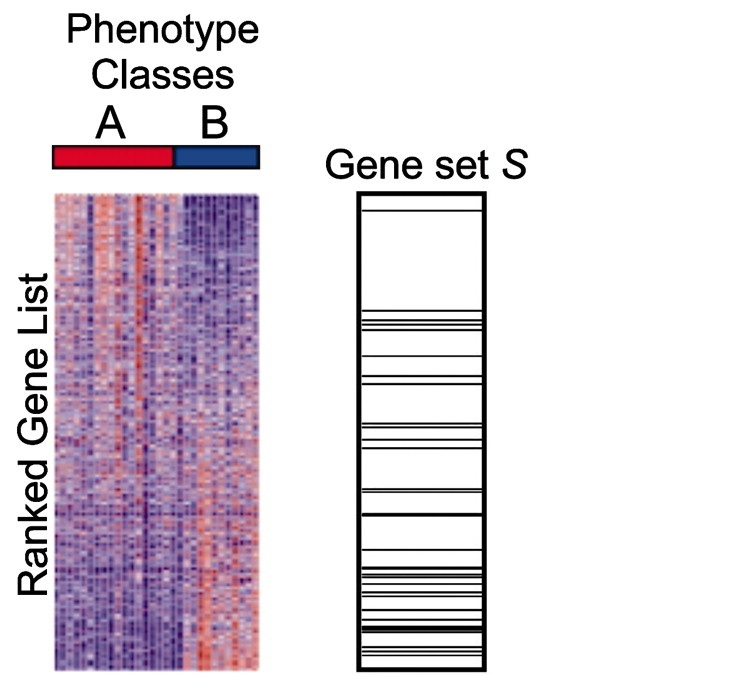 Phenotype
Classes
A B
Gene set S
Ranked Gene List